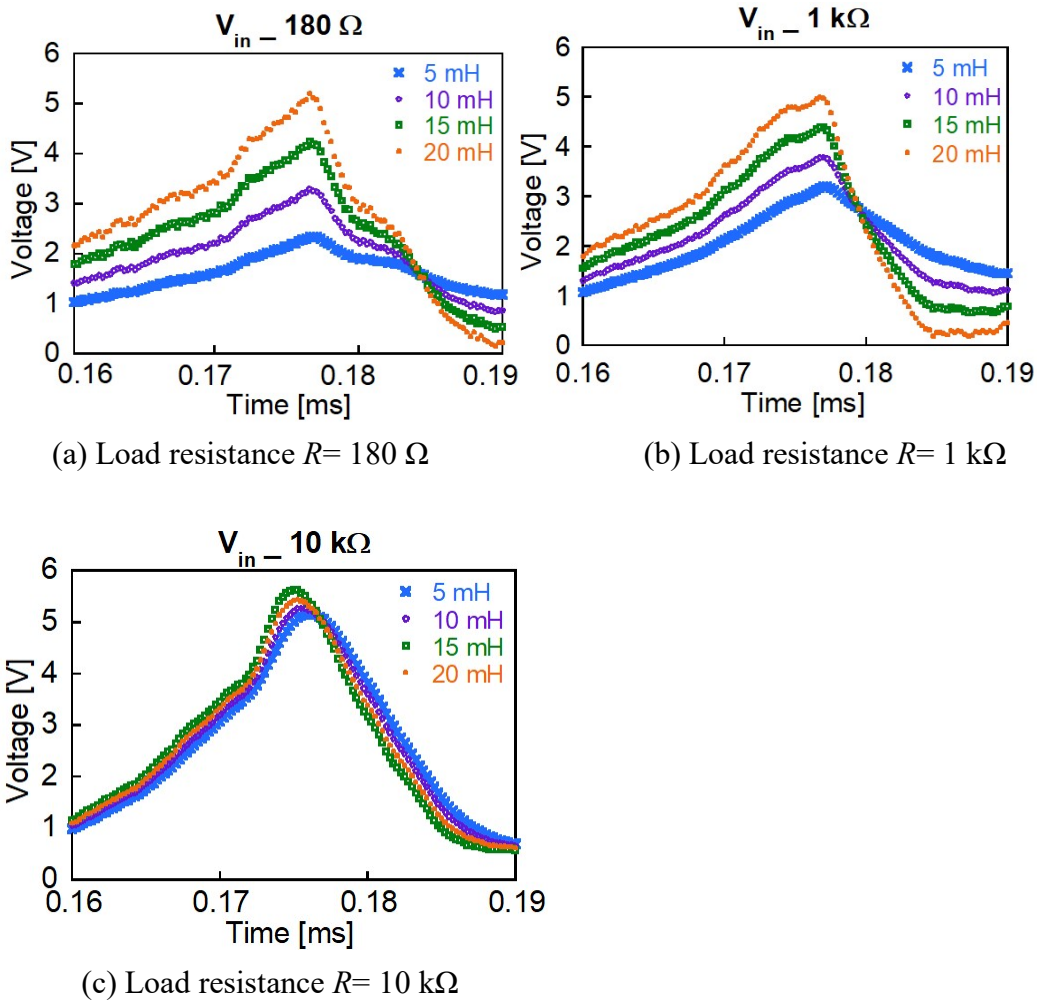 V_in _ 180 Ω
6
5
4
3
2
1
0
Voltage [V]
5 mH
10 mH
15 mH
20 mH
0.16 0.17 0.18 0.19
Time [ms]
(a) Load resistance R= 180 Ω
V_in _ 1 kΩ
6
5
4
3
2
1
0
Voltage [V]
5 mH
10 mH
15 mH
20 mH
0.16 0.17 0.18 0.19
Time [ms]
(b) Load resistance R= 1 kΩ
V_in _ 10 kΩ
6
5
4
3
2
1
0
Voltage [V]
5 mH
10 mH
15 mH
20 mH
0.16 0.17 0.18 0.19
Time [ms]
(c) Load resistance R= 10 kΩ